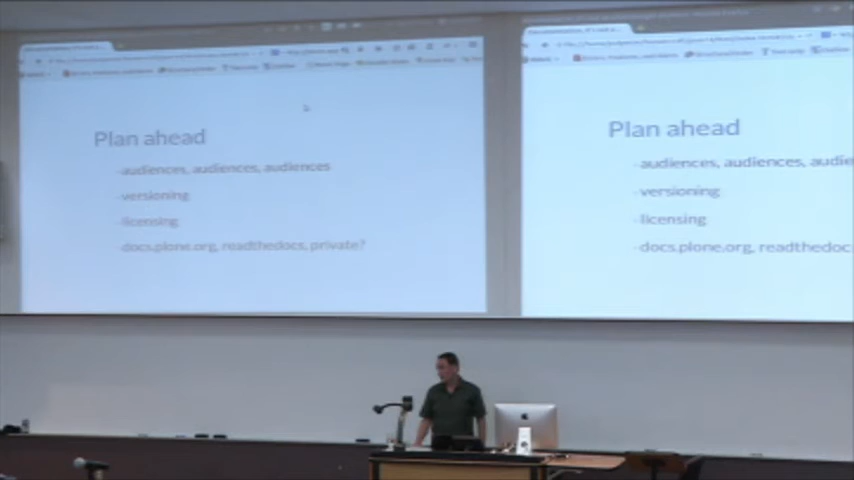 Plan ahead
audiences, audiences, audiences
versioning
licensing
docs.plone.org, readthedocs, private?
Plan ahead
audiences, audiences, audie
versioning
licensing
docs.plone.org, readthedoc